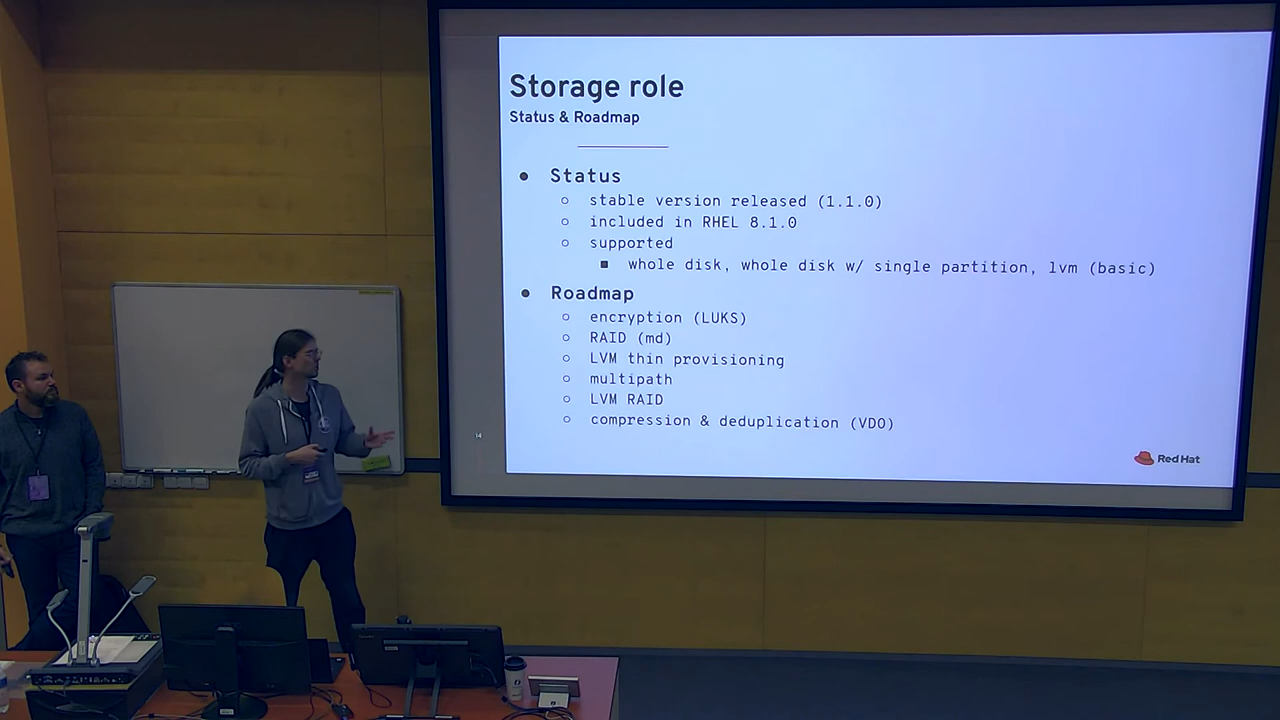 Storage role
Status & Roadmap
● Status
○ stable version released (1.1.0)
○ included in RHEL 8.1.0
○ supported
■ whole disk, whole disk w/ single partition, lvm (basic)
● Roadmap
○ encryption (LUKS)
○ RAID (md)
○ LVM thin provisioning
○ multipath
○ LVM RAID
○ compression & deduplication (VDO)
14
Red Hat